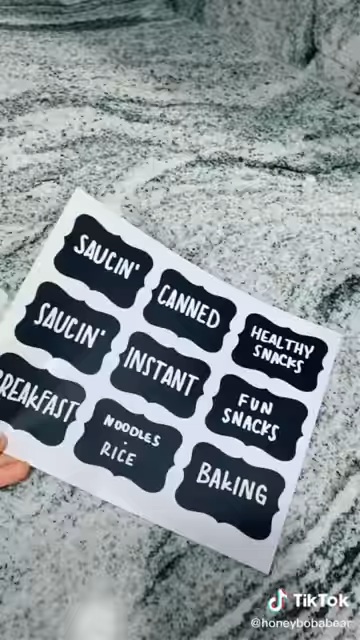 SAUCIN'
CANNED
HEALTHY
SNACKS
SAUCIN'
INSTANT
FUN
SNACKS
BREAKFAST
NOODLES
·
RICE
BAKING
TikTok
@honeybobabear